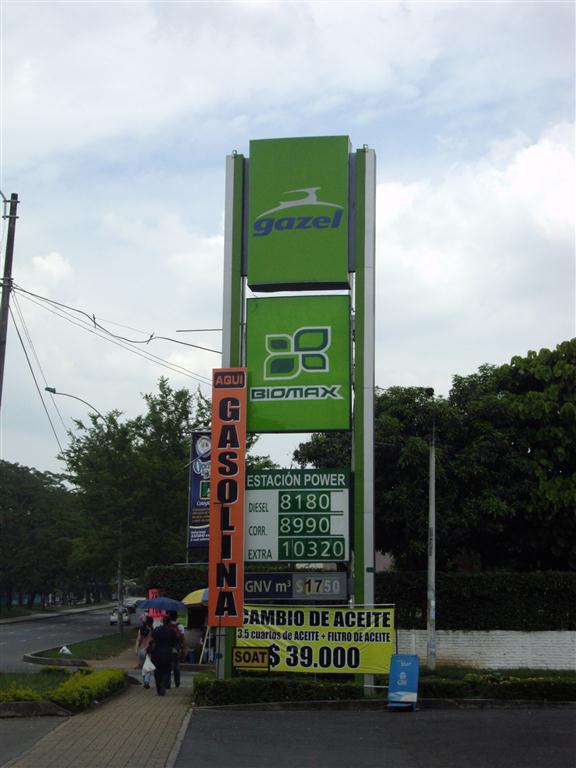 gazel
BIOMAX
AQUI
GASOLINA
ESTACIÓN POWER
DIESEL 8180
CORR. 8990
EXTRA 10320
GNV m³ $1750
CAMBIO DE ACEITE
3.5 cuartos de ACEITE + FILTRO DE ACEITE
SOAT $39.000